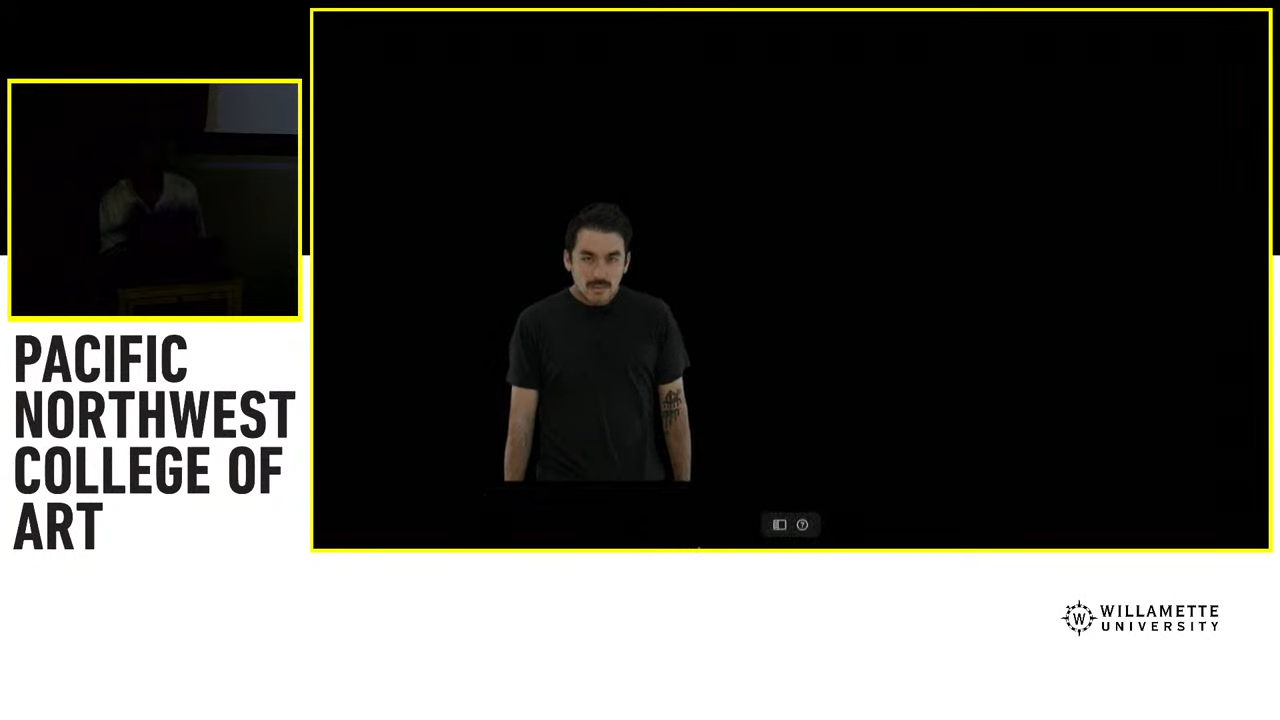 PACIFIC
NORTHWEST
COLLEGE OF
ART
W
WILLAMETTE
UNIVERSITY
?